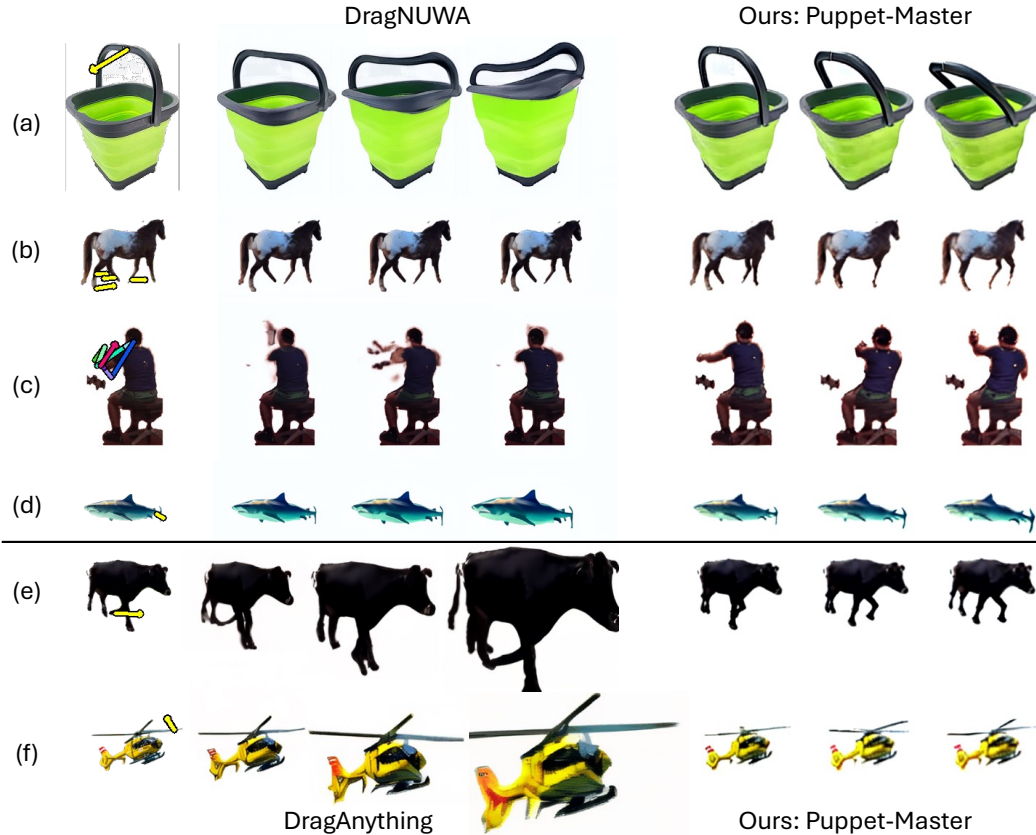 DragNUWA
Ours: Puppet-Master
(a)
(b)
(c)
(d)
(e)
(f)
DragAnything
Ours: Puppet-Master